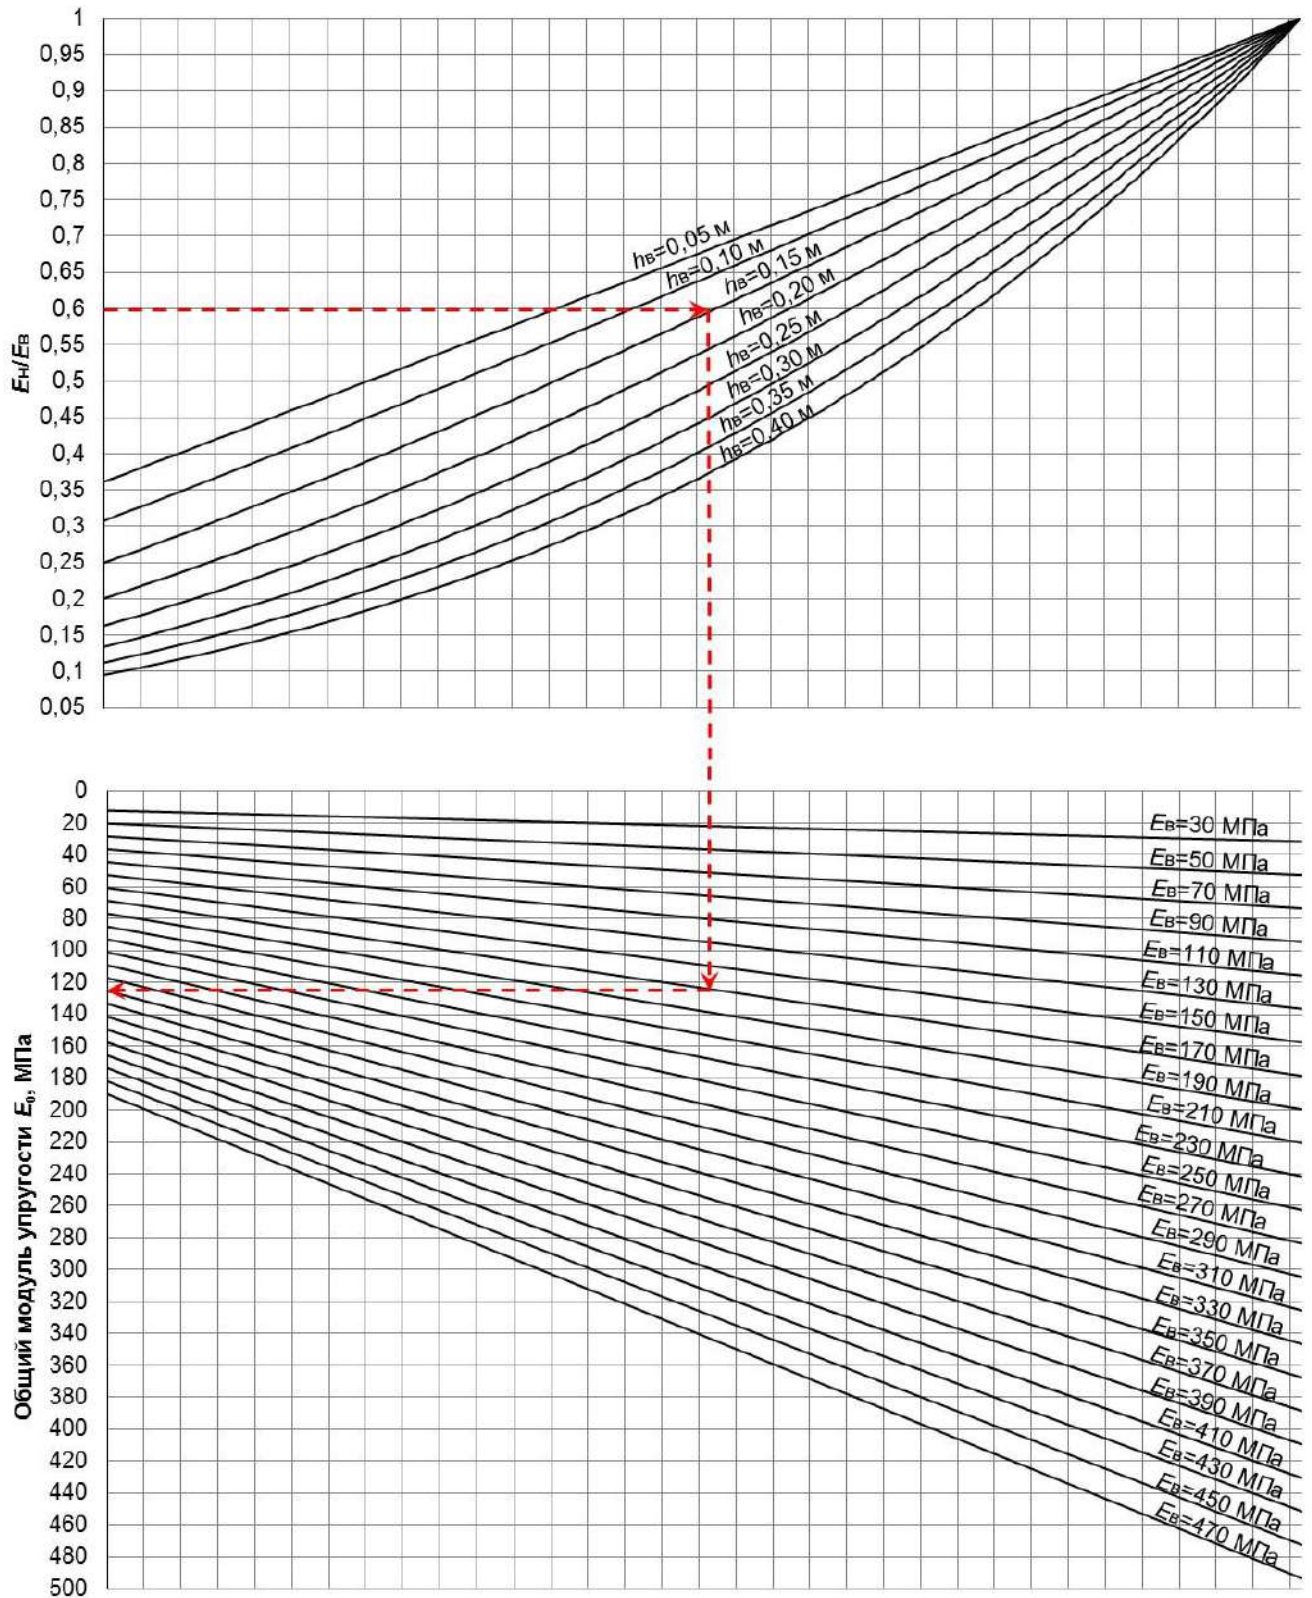 1
0,95
0,9
0,85
0,8
0,75
0,7
0,65
0,6
0,55
0,5
0,45
0,4
0,35
0,3
0,25
0,2
0,15
0,1
0,05
Eн/Eв
hв=0,05 м
hв=0,10 м
hв=0,15 м
hв=0,20 м
hв=0,25 м
hв=0,30 м
hв=0,35 м
hв=0,40 м
0
20
40
60
80
100
120
140
160
180
200
220
240
260
280
300
320
340
360
380
400
420
440
460
480
500
Общий модуль упругости E₀, МПа
Eв=30 МПа
Eв=50 МПа
Eв=70 МПа
Eв=90 МПа
Eв=110 МПа
Eв=130 МПа
Eв=150 МПа
Eв=170 МПа
Eв=190 МПа
Eв=210 МПа
Eв=230 МПа
Eв=250 МПа
Eв=270 МПа
Eв=290 МПа
Eв=310 МПа
Eв=330 МПа
Eв=350 МПа
Eв=370 МПа
Eв=390 МПа
Eв=410 МПа
Eв=430 МПа
Eв=450 МПа
Eв=470 МПа